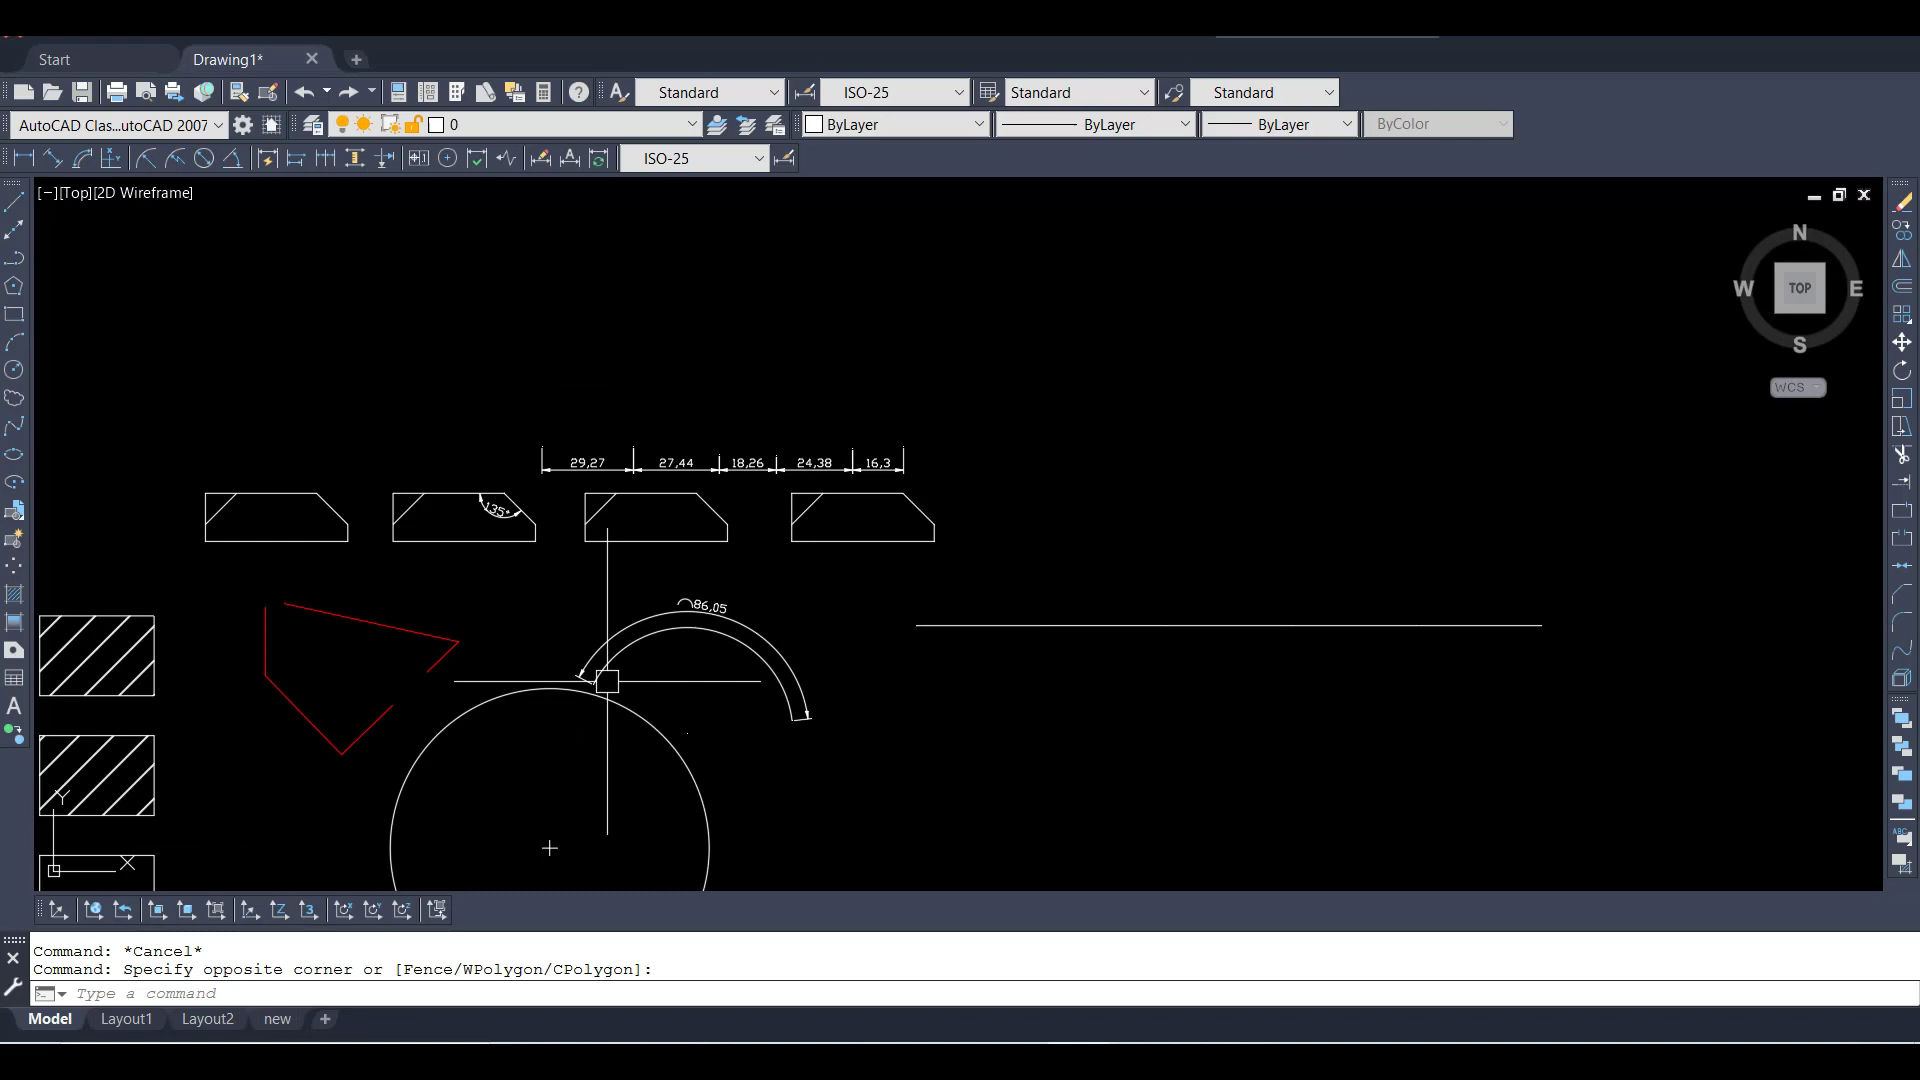 Start
Drawing1*
Standard
ISO-25
Standard
Standard
AutoCAD Clas...utoCAD 2007
0
ByLayer
ByLayer
ByLayer
ByColor
ISO-25
[−][Top][2D Wireframe]
N
W
TOP
E
S
WCS
29,27
27,44
18,26
24,38
16,3
135°
86,05
Y
X
Command: *Cancel*
Command: Specify opposite corner or [Fence/WPolygon/CPolygon]:
Type a command
Model
Layout1
Layout2
new